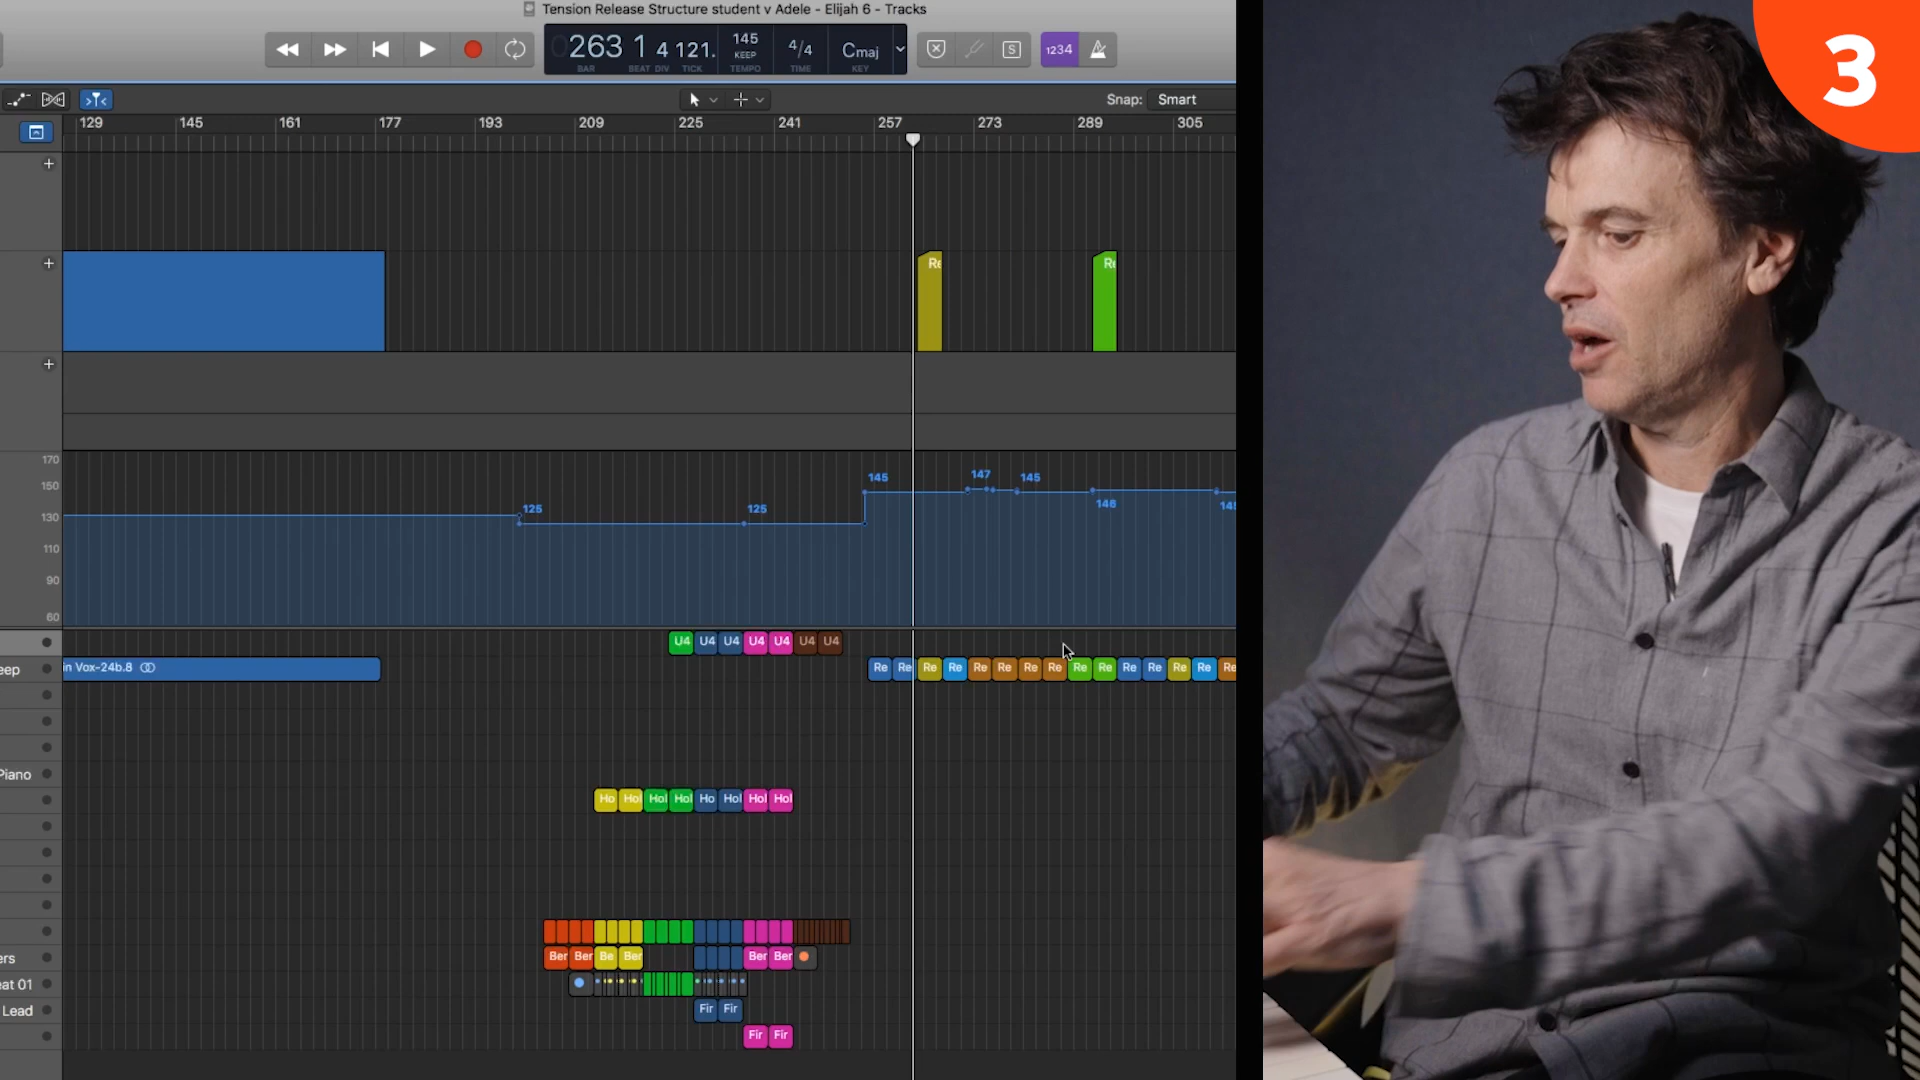 Tension Release Structure student v Adele - Elijah 6 - Tracks
3
263 1 4 121. 145 KEEP 4/4 Cmaj
BAR BEAT DIV TICK TEMPO TIME KEY
S 1234
Snap: Smart
129 145 161 177 193 209 225 241 257 273 289 305
Re Re
170
150
130
110
90
60
125 125 145 147 145 146
U4 U4 U4 U4 U4 U4 U4
eep in Vox-24b.8 Re Re Re Re Re Re Re Re Re Re Re Re Re Re Re
Piano
Ho Hol Hol Hol Ho Hol Hol Hol
ers Ber Ber Be Ber Ber Ber
eat 01
Lead Fir Fir
Fir Fir